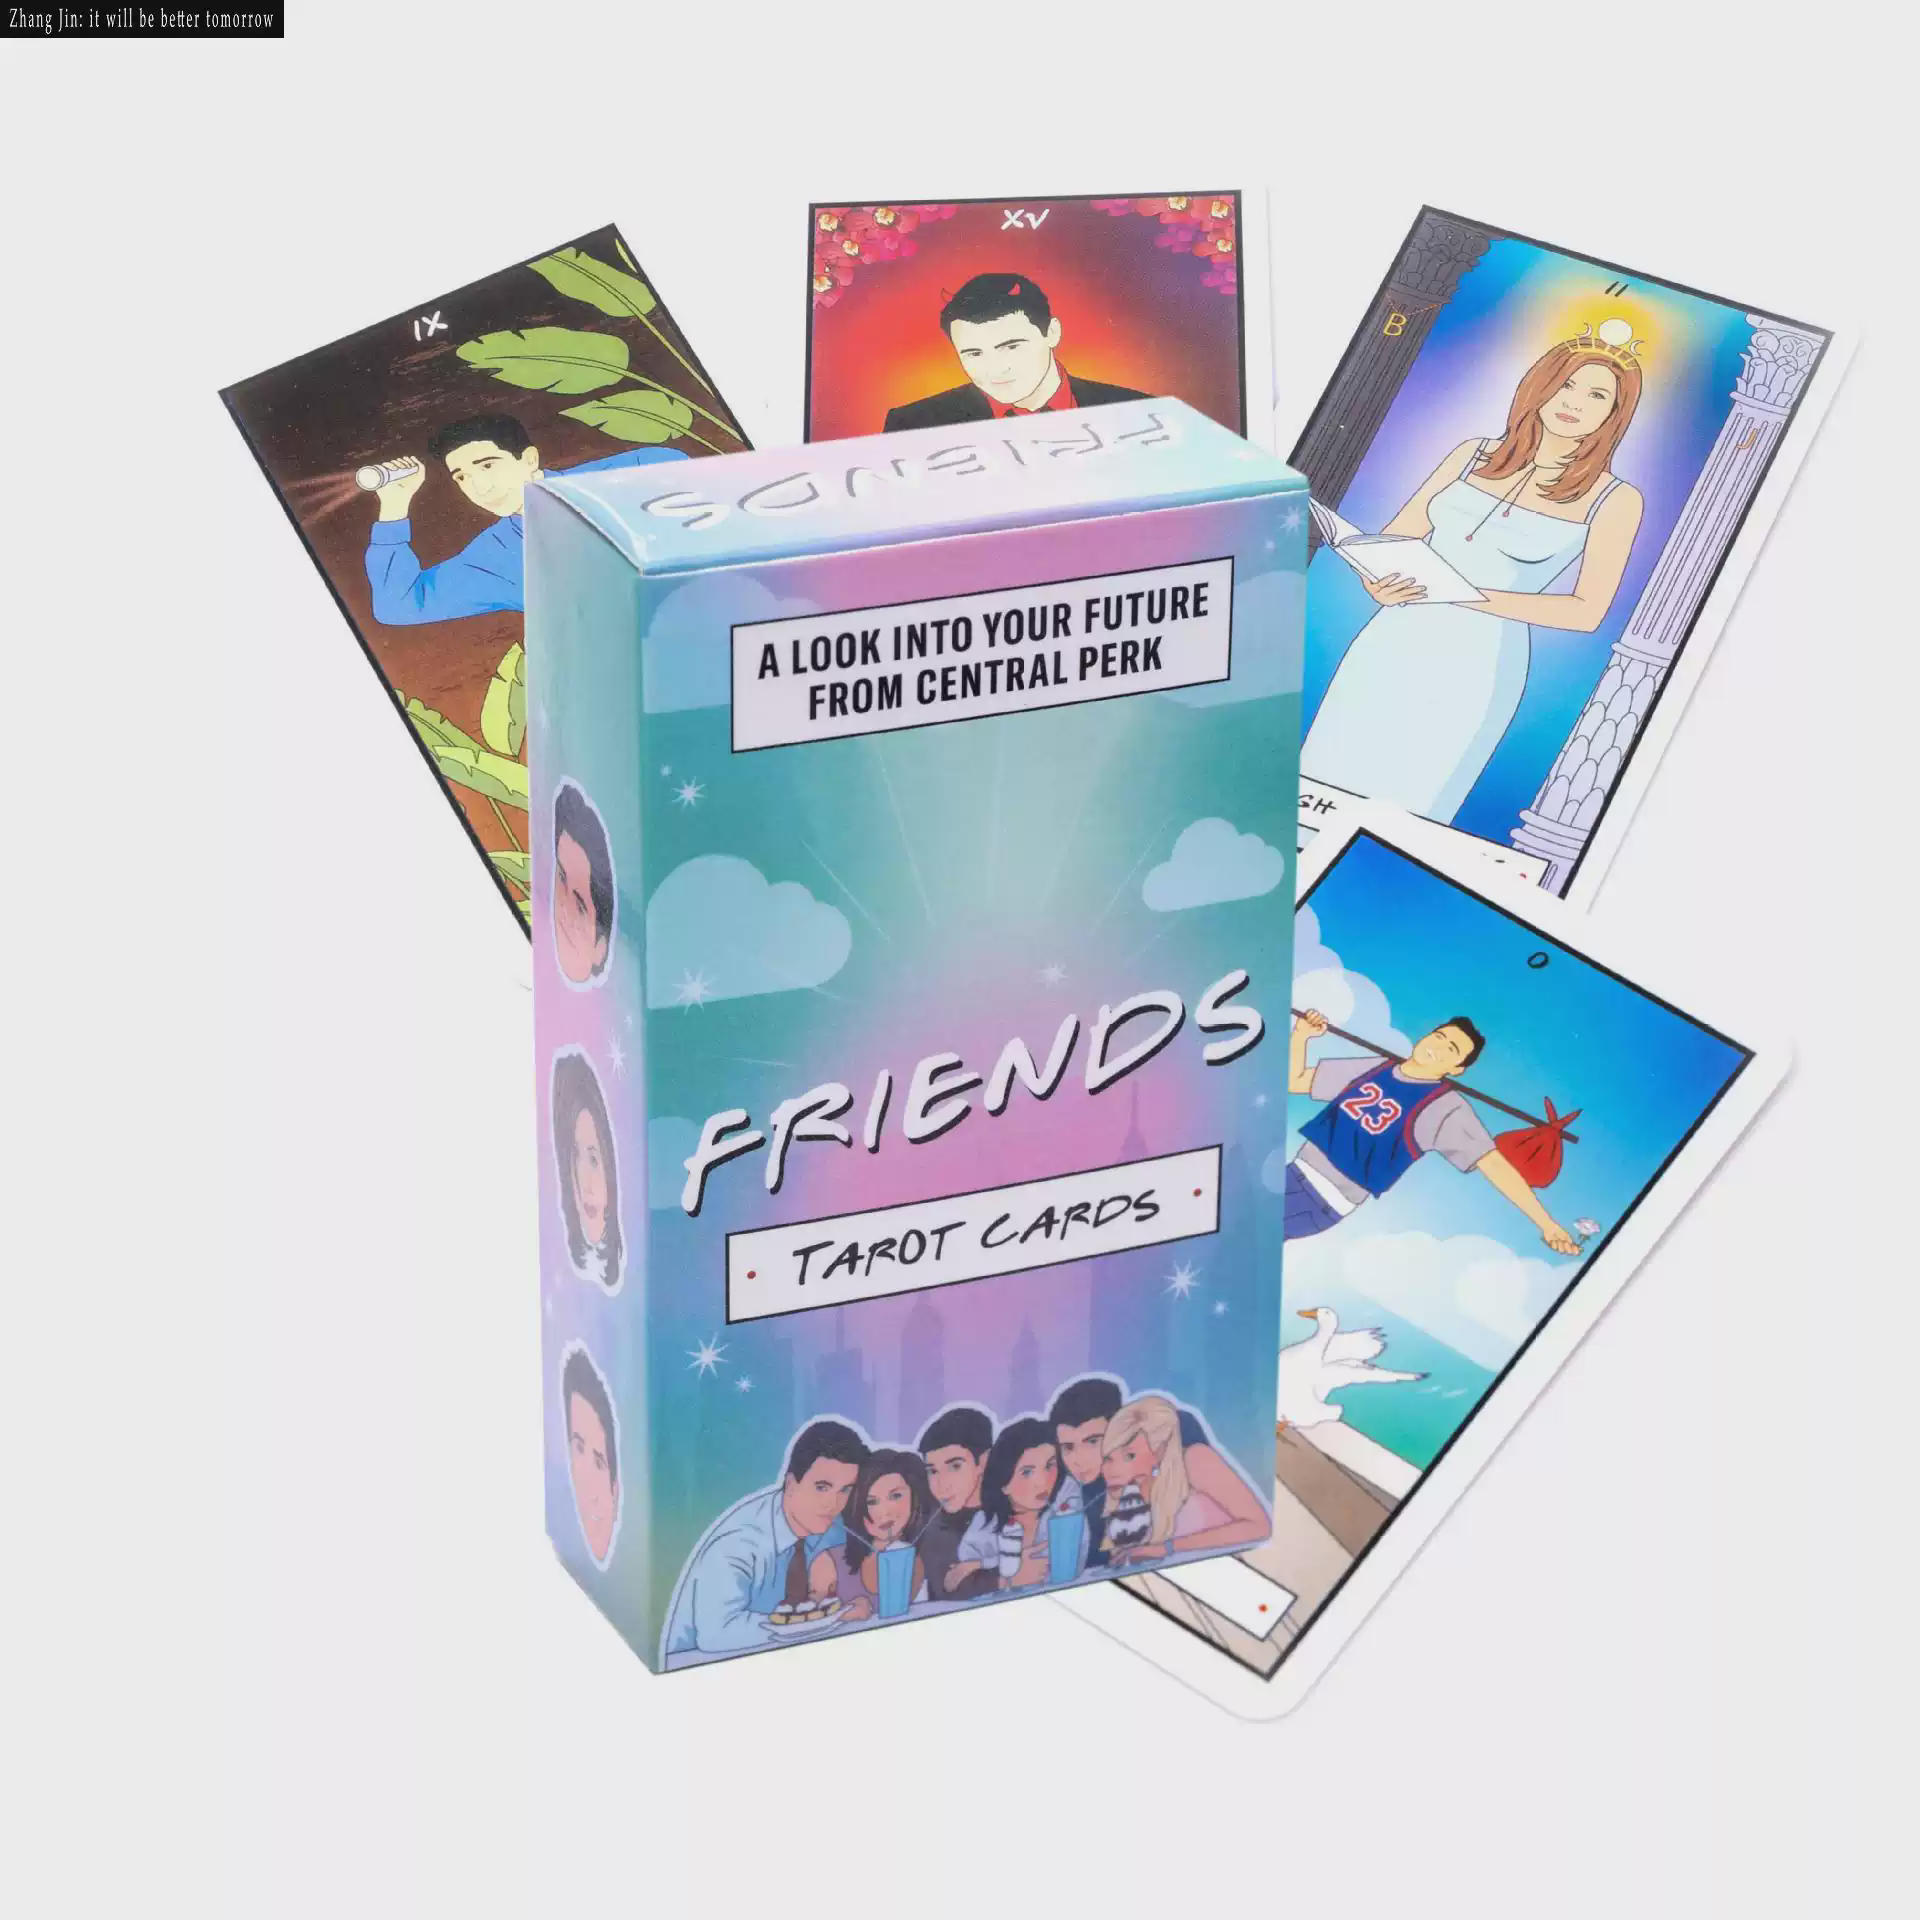 Zhang Jin: it will be better tomorrow
IX
XV
II
B
J
FRIENDS
A LOOK INTO YOUR FUTURE
FROM CENTRAL PERK
GH
0
23
FRIENDS
TAROT CARDS